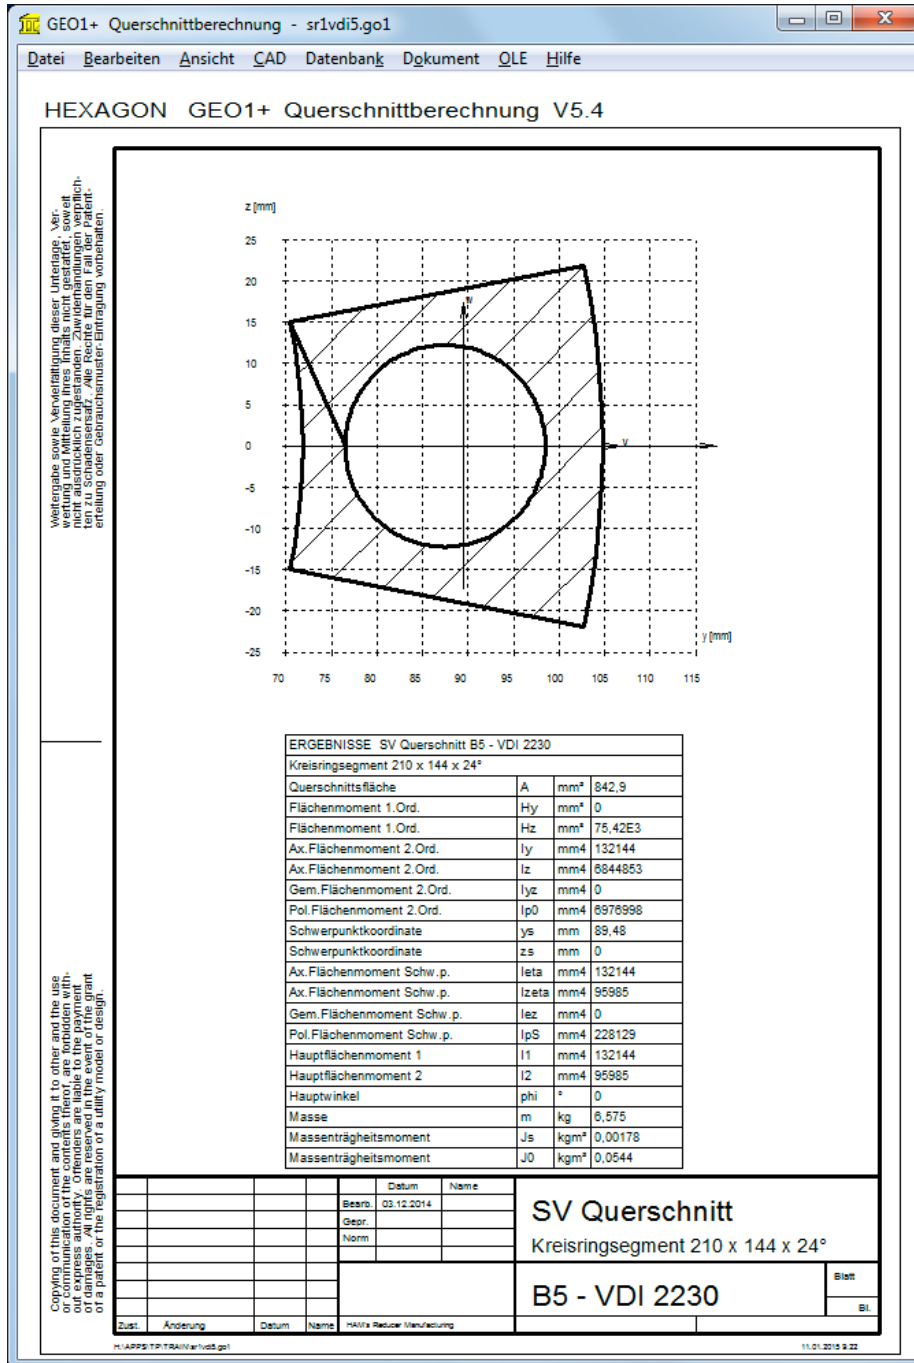 GEO1+ Querschnittberechnung - sr1vdi5.go1
Datei Bearbeiten Ansicht CAD Datenbank Dokument OLE Hilfe
HEXAGON GEO1+ Querschnittberechnung V5.4
Weitergabe sowie Vervielfältigung dieser Unterlage, Ver-
wertung und Mitteilung ihres Inhalts nicht gestattet, soweit
nicht ausdrücklich zugestanden. Zuwiderhandlungen verpflich-
ten zu Schadensersatz. Alle Rechte für den Fall der Patent-
erteilung oder Gebrauchsmuster-Eintragung vorbehalten.
z [mm]
25
20
15
10
5
0
-5
-10
-15
-20
-25
w
v
y [mm]
70 75 80 85 90 95 100 105 110 115
ERGEBNISSE SV Querschnitt B5 - VDI 2230
Kreisringsegment 210 x 144 x 24°
Querschnittsfläche A mm² 842,9
Flächenmoment 1.Ord. Hy mm³ 0
Flächenmoment 1.Ord. Hz mm³ 75,42E3
Ax.Flächenmoment 2.Ord. Iy mm4 132144
Ax.Flächenmoment 2.Ord. Iz mm4 6844853
Gem.Flächenmoment 2.Ord. Iyz mm4 0
Pol.Flächenmoment 2.Ord. Ip0 mm4 6976998
Schwerpunktkoordinate ys mm 89,48
Schwerpunktkoordinate zs mm 0
Ax.Flächenmoment Schw.p. Ieta mm4 132144
Ax.Flächenmoment Schw.p. Izeta mm4 95985
Gem.Flächenmoment Schw.p. Iez mm4 0
Pol.Flächenmoment Schw.p. IpS mm4 228129
Hauptflächenmoment 1 I1 mm4 132144
Hauptflächenmoment 2 I2 mm4 95985
Hauptwinkel phi ° 0
Masse m kg 6,575
Massenträgheitsmoment Js kgm² 0,00178
Massenträgheitsmoment J0 kgm² 0,0544
Copying of this document and giving it to other and the use
or communication of the contents therof, are forbidden with-
out express authority. Offenders are liable to the payment
of damages. All rights are reserved in the event of the grant
of a patent or the registration of a utility model or design.
Datum Name
Bearb. 03.12.2014
Gepr.
Norm
SV Querschnitt
Kreisringsegment 210 x 144 x 24°
B5 - VDI 2230
Blatt
Bl.
Zust. Änderung Datum Name HAM's Reducer Manufacturing
H:\APPS\TP\TRAIN\sr1vdi5.go1
11.01.2015 9:22